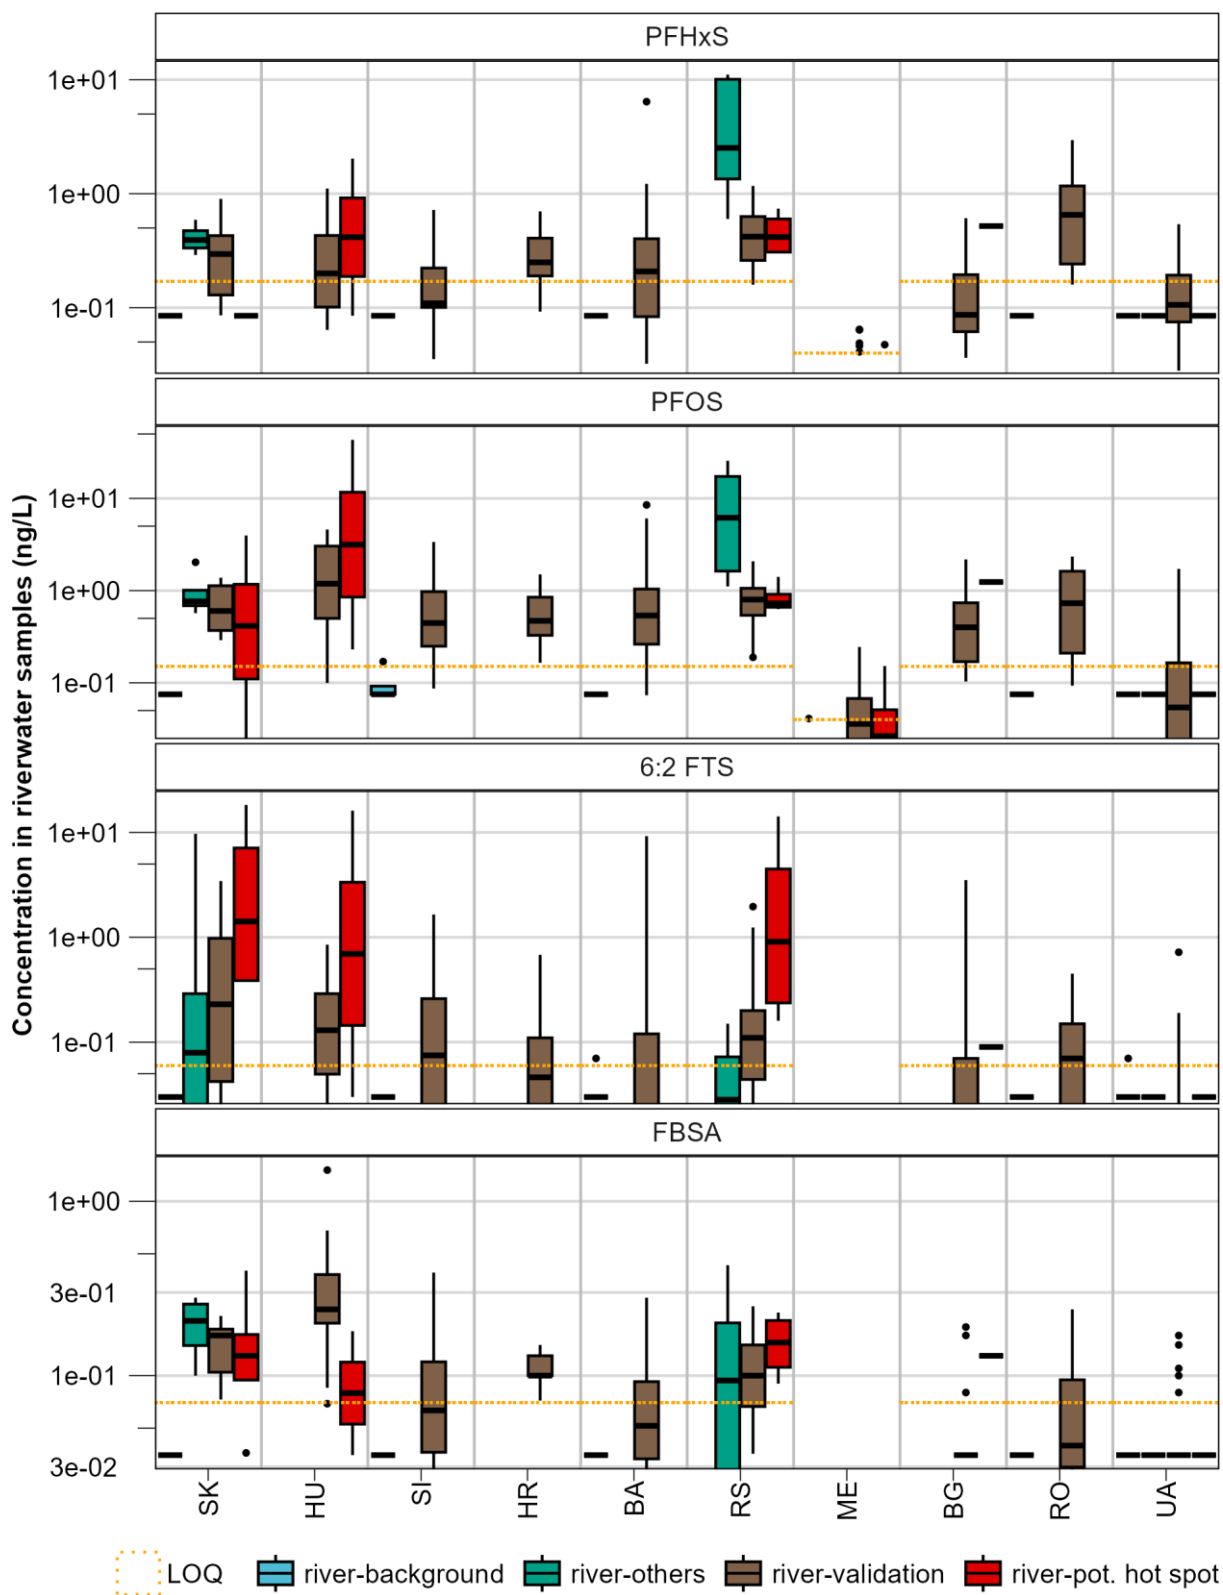 PFHxS
1e+01
1e+00
1e-01
PFOS
1e+01
1e+00
1e-01
6:2 FTS
1e+01
1e+00
1e-01
FBSA
1e+00
3e-01
1e-01
3e-02
Concentration in riverwater samples (ng/L)
SK HU SI HR BA RS ME BG RO UA
LOQ river-background river-others river-validation river-pot. hot spot